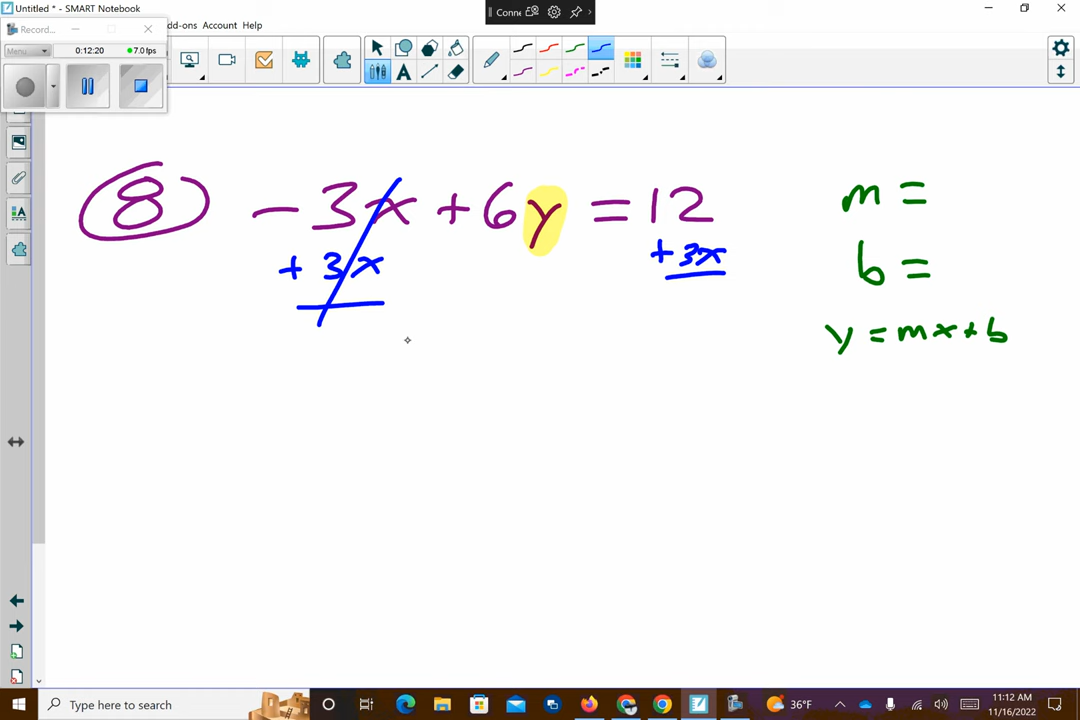 Untitled * - SMART Notebook
Conne
Record...
dd-ons Account Help
Menu 0:12:20 7.0 fps
8 - 3x + 6y = 12
+ 3x + 3x
m =
b =
y = mx + b
Type here to search
36°F
11:12 AM
11/16/2022